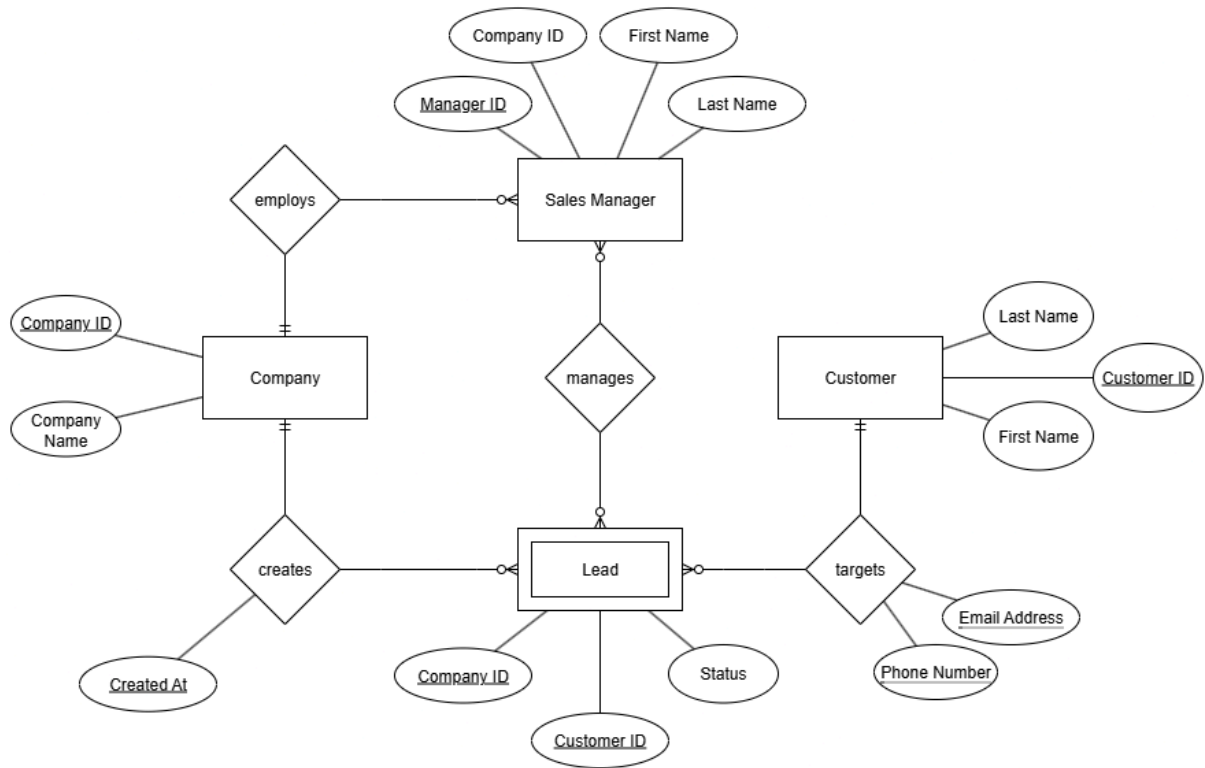 Company ID
First Name
Manager ID
Last Name
employs
Sales Manager
Company ID
Last Name
Company
manages
Customer
Customer ID
Company
Name
First Name
creates
Lead
targets
Email Address
Created At
Company ID
Status
Phone Number
Customer ID